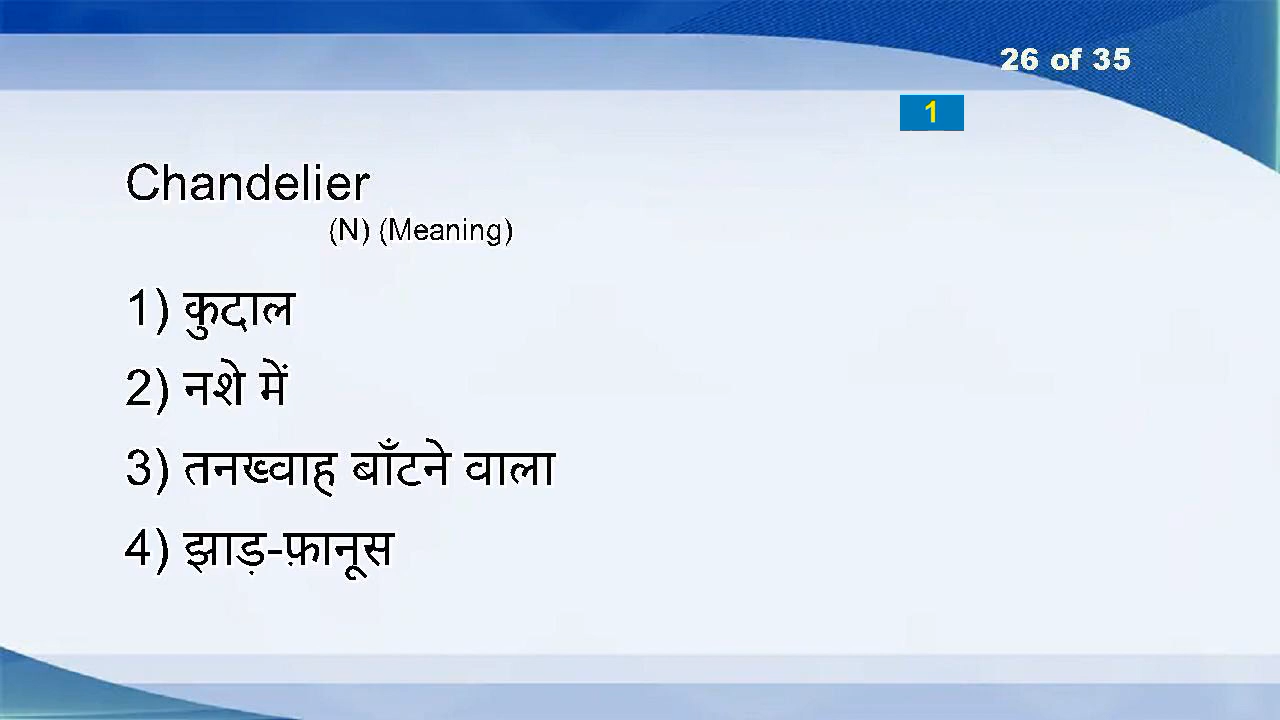 26 of 35
1
Chandelier
(N) (Meaning)
1) कुदाल
2) नशे में
3) तनख्वाह बाँटने वाला
4) झाड़-फ़ानूस